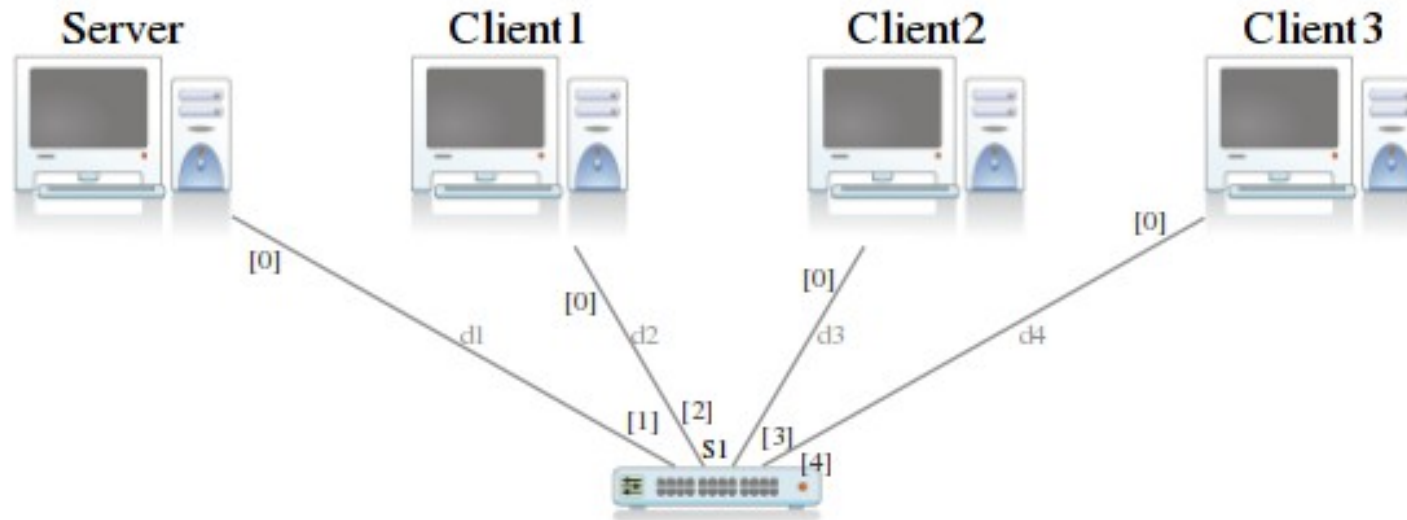 Server
Client1
Client2
Client3
[0]
[0]
[0]
[0]
d1
d2
d3
d4
[1]
[2]
[3]
[4]
S1